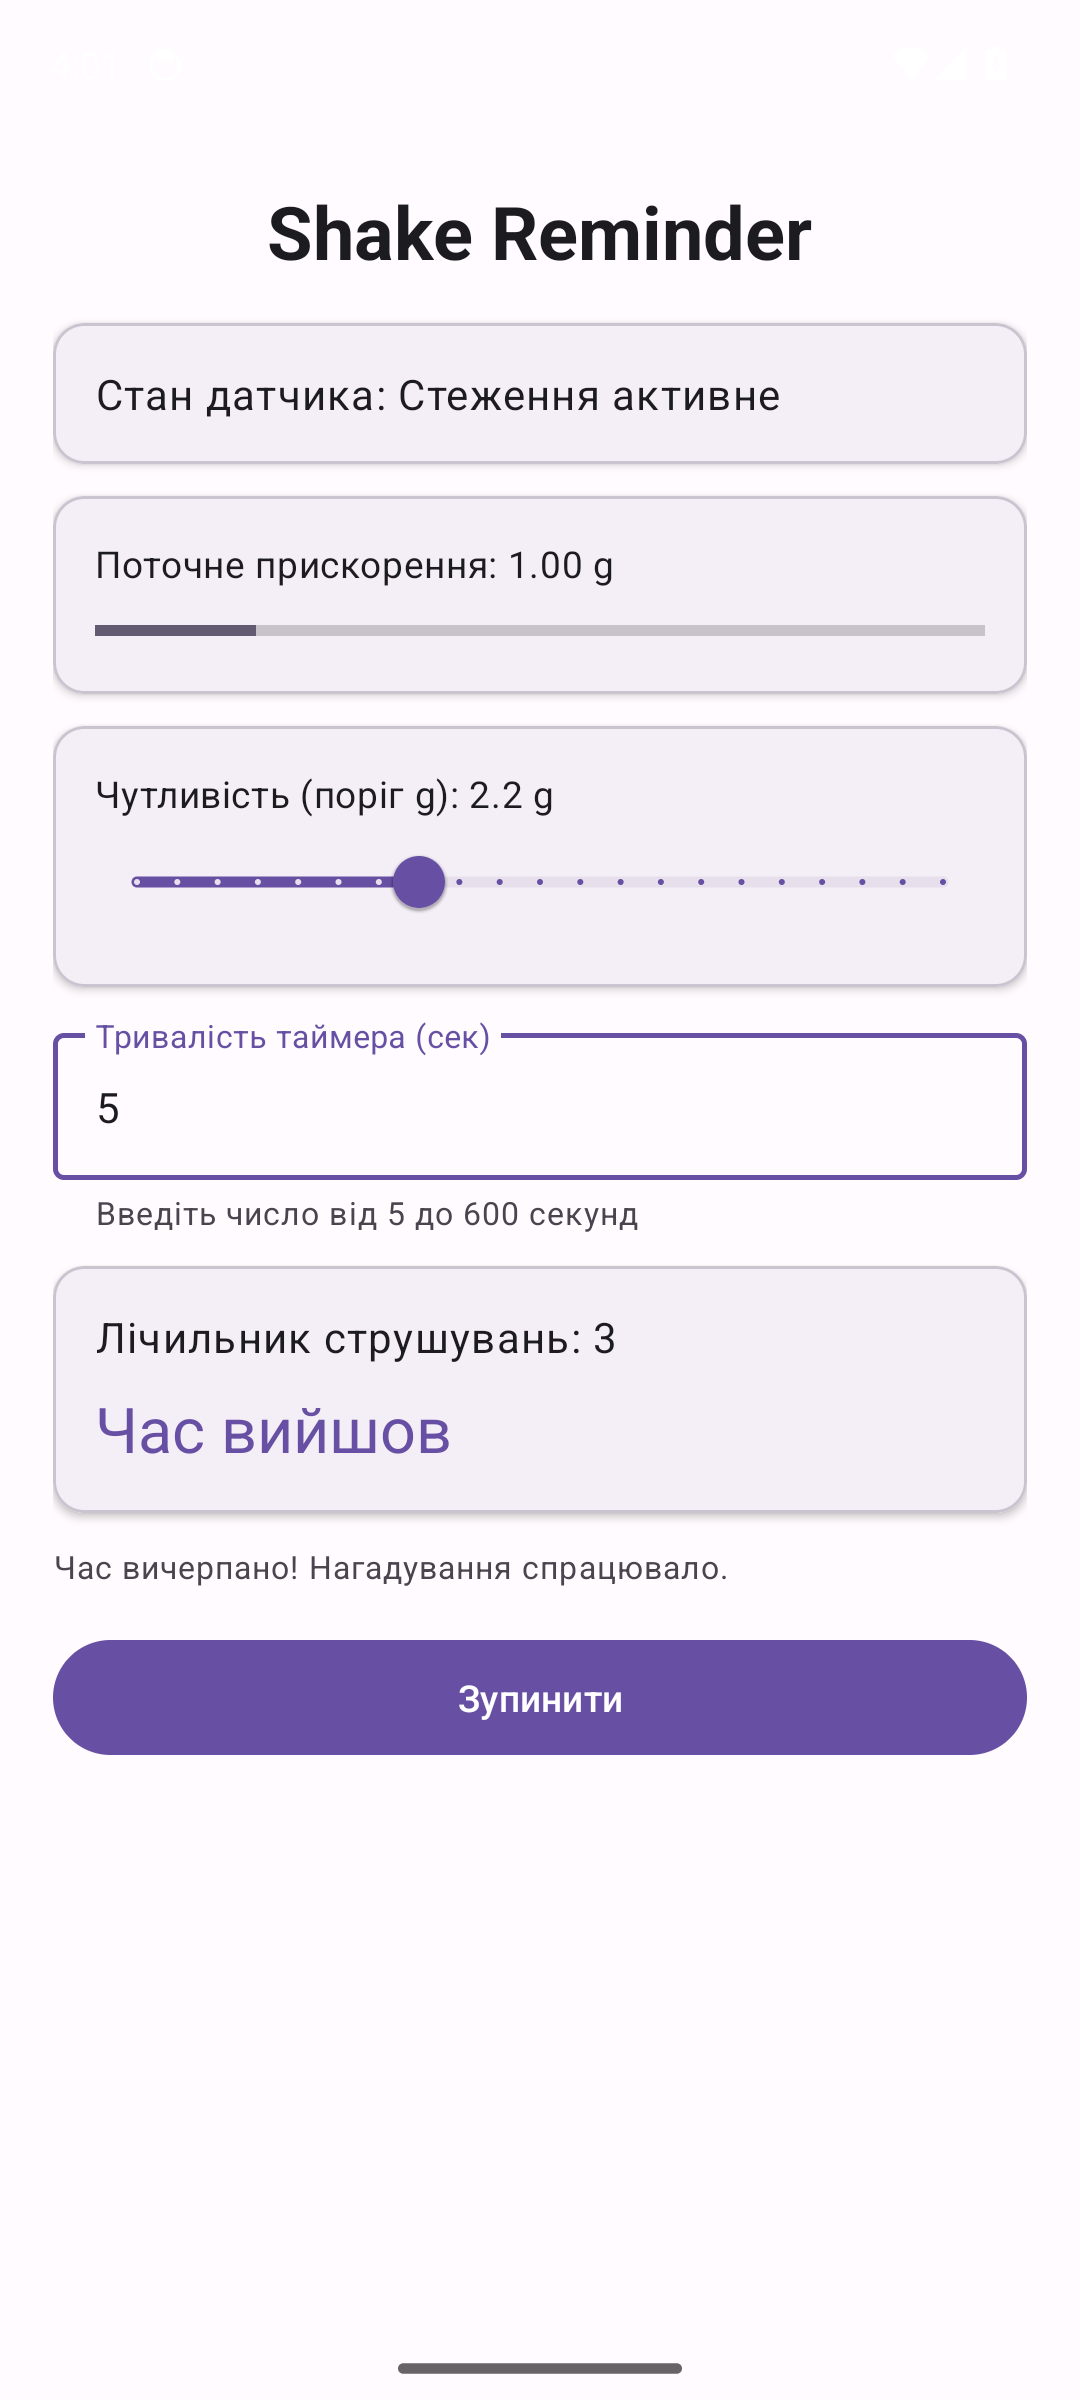 Shake Reminder
Стан датчика: Стеження активне
Поточне прискорення: 1.00 g
Чутливість (поріг g): 2.2 g
Тривалість таймера (сек)
5
Введіть число від 5 до 600 секунд
Лічильник струшувань: 3
Час вийшов
Час вичерпано! Нагадування спрацювало.
Зупинити